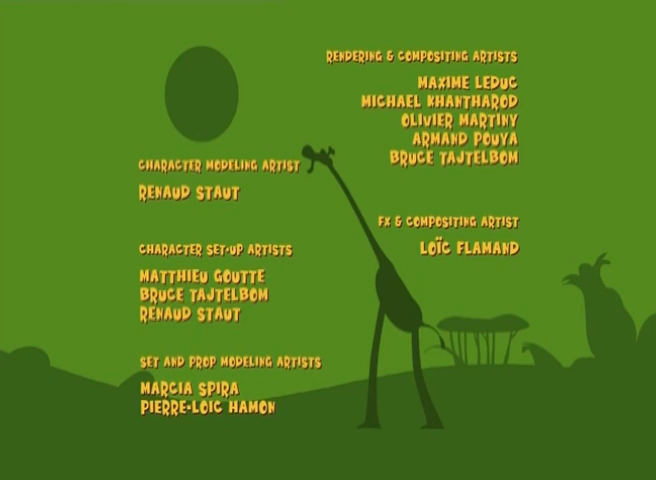 CHARACTER MODELING ARTIST
RENAUD STAUT
CHARACTER SET-UP ARTISTS
MATTHIEU GOUTTE
BRUCE TAJTELBOM
RENAUD STAUT
SET AND PROP MODELING ARTISTS
MARCIA SPIRA
PIERRE-LOIC HAMON
RENDERING & COMPOSITING ARTISTS
MAXIME LEDUC
MICHAEL KHANTHAROD
OLIVIER MARTINY
ARMAND POUYA
BRUCE TAJTELBOM
FX & COMPOSITING ARTIST
LOÏC FLAMAND